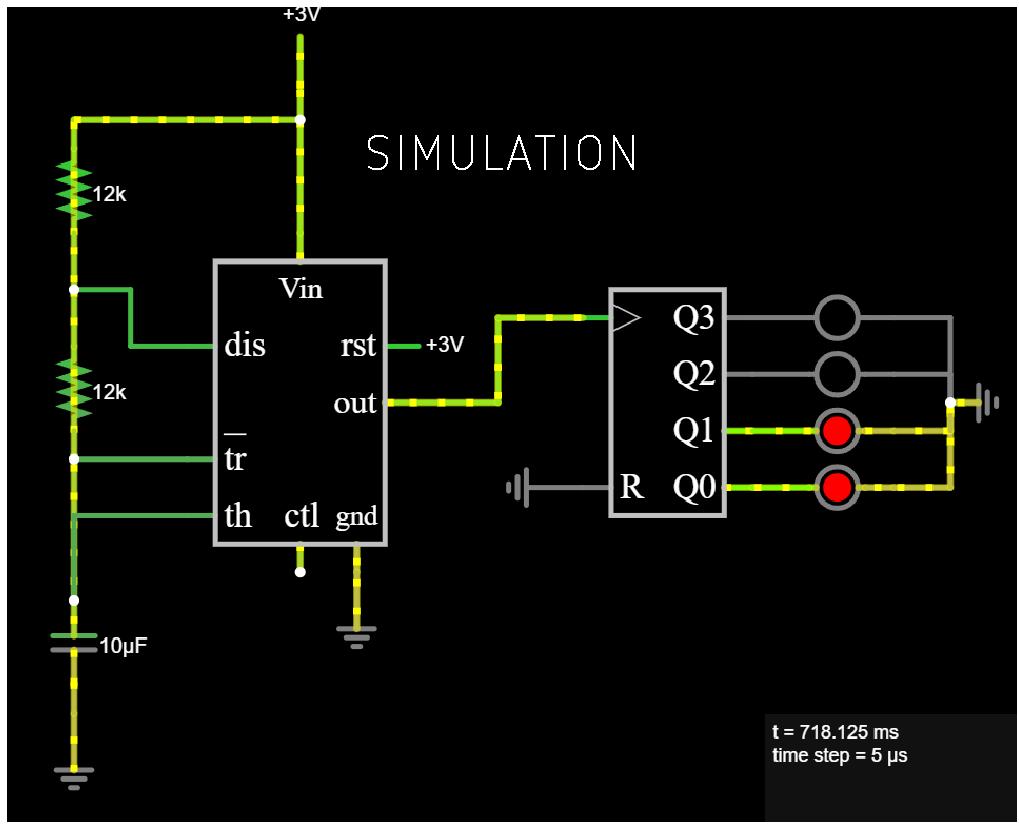 +3V
SIMULATION
12k
Vin
Q3
dis
rst
+3V
Q2
12k
out
Q1
tr
R
Q0
th
ctl
gnd
10µF
t = 718.125 ms
time step = 5 µs